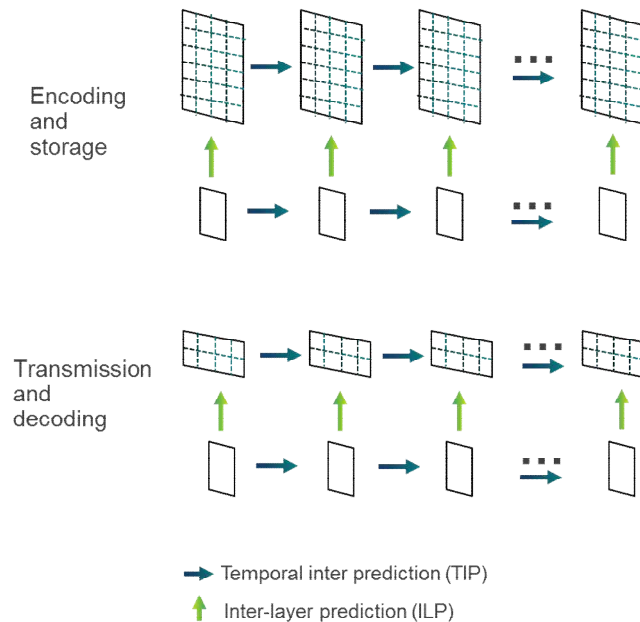 Encoding
and
storage
Transmission
and
decoding
Temporal inter prediction (TIP)
Inter-layer prediction (ILP)